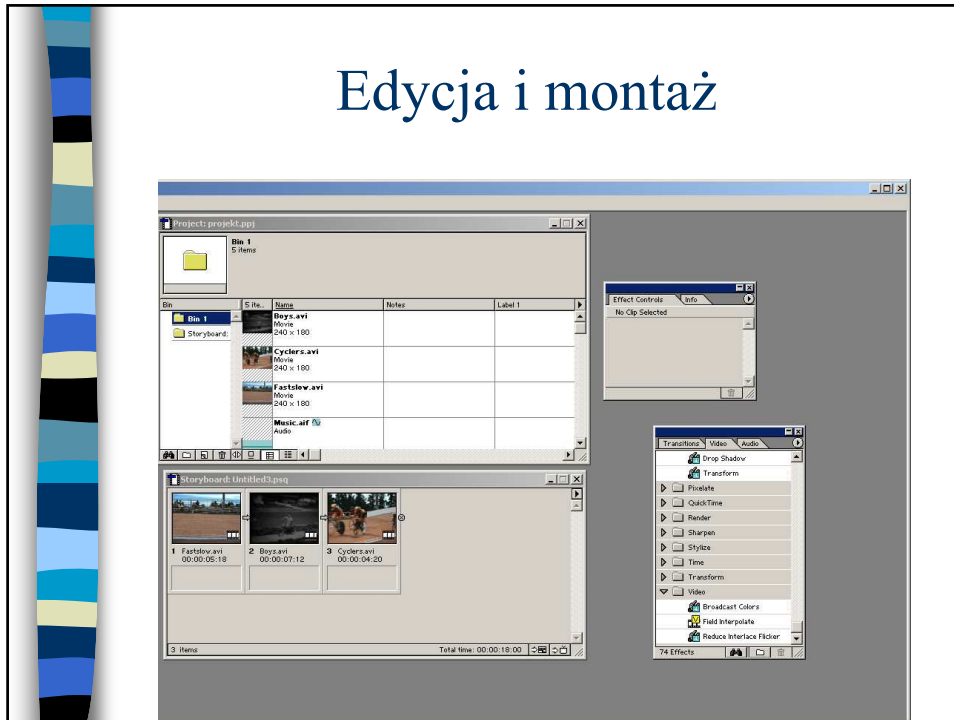 Edycja i montaż
Project: projekt.ppj
Bin 1
5 items
Bin
5 ite..
Name
Notes
Label 1
Bin 1
Storyboard:
Boys.avi
Movie
240 x 180
Cyclers.avi
Movie
240 x 180
Fastslow.avi
Movie
240 x 180
Music.aif
Audio
Effect Controls
Info
No Clip Selected
Storyboard: Untitled3.psq
1 Fastslow.avi
00:00:05:18
2 Boys.avi
00:00:07:12
3 Cyclers.avi
00:00:04:20
3 items
Total time: 00:00:18:00
Transitions
Video
Audio
Drop Shadow
Transform
Pixelate
QuickTime
Render
Sharpen
Stylize
Time
Transform
Video
Broadcast Colors
Field Interpolate
Reduce Interlace Flicker
74 Effects